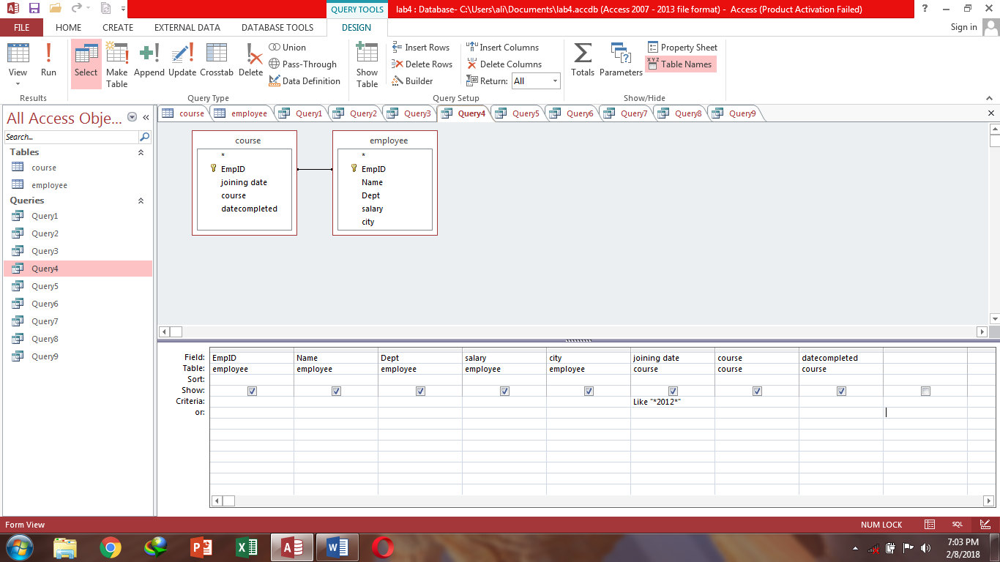 QUERY TOOLS
lab4 : Database- C:\Users\ali\Documents\lab4.accdb (Access 2007 - 2013 file format) - Access (Product Activation Failed)
?
FILE HOME CREATE EXTERNAL DATA DATABASE TOOLS DESIGN Sign in
View
Run
Select
Make Table
Append
Update
Crosstab
Delete
Union
Pass-Through
Data Definition
Show Table
Insert Rows
Delete Rows
Builder
Insert Columns
Delete Columns
Return: All
Totals
Parameters
Property Sheet
XYZ Table Names
Results Query Type Query Setup Show/Hide
All Access Obje...
Search...
Tables
course
employee
Queries
Query1
Query2
Query3
Query4
Query5
Query6
Query7
Query8
Query9
course employee Query1 Query2 Query3 Query4 Query5 Query6 Query7 Query8 Query9
course
*
EmpID
joining date
course
datecompleted
employee
*
EmpID
Name
Dept
salary
city
Field: EmpID Name Dept salary city joining date course datecompleted
Table: employee employee employee employee employee course course course
Sort:
Show:
Criteria: Like "*2012*"
or:
Form View NUM LOCK SQL
7:03 PM
2/8/2018